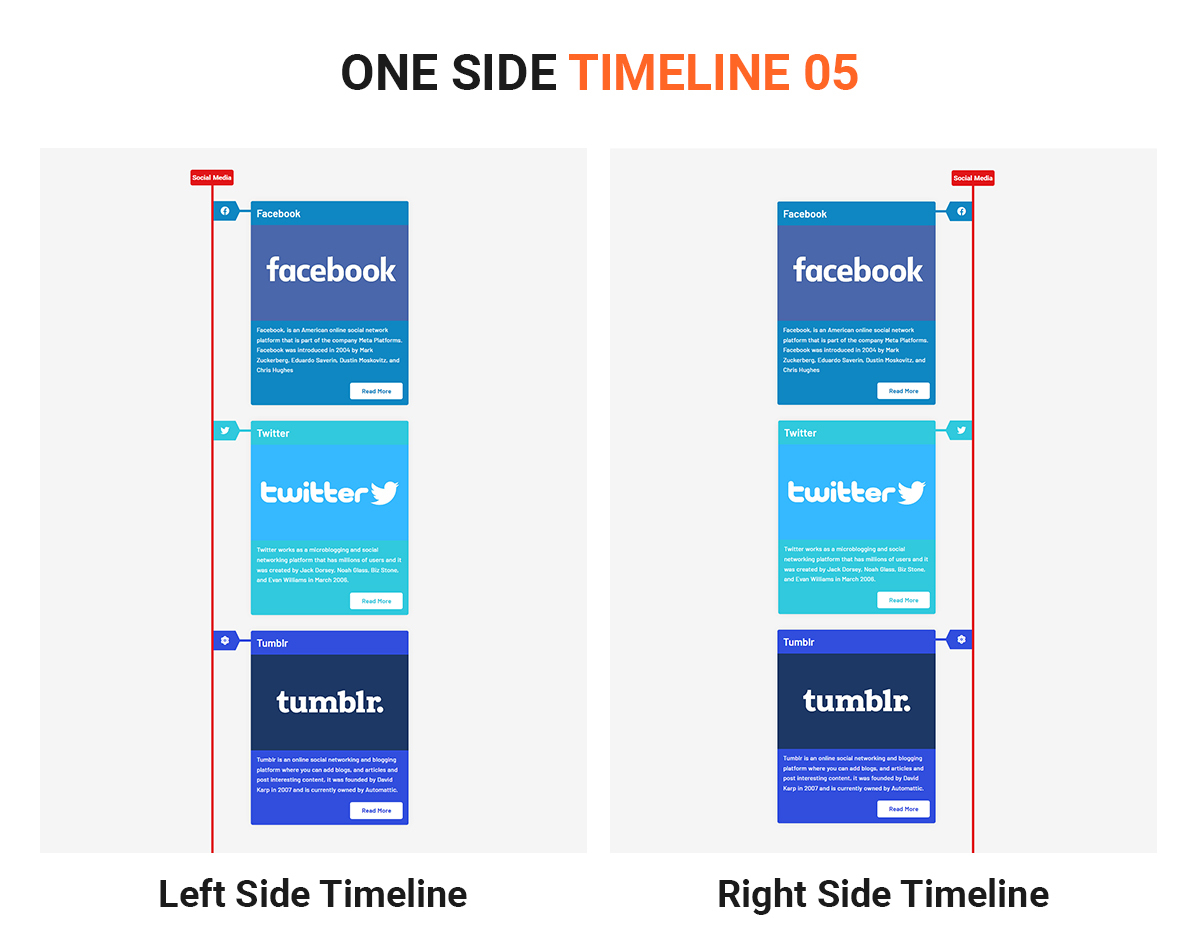 ONE SIDE TIMELINE 05
Social Media
Facebook
facebook
Facebook, is an American online social network
platform that is part of the company Meta Platforms.
Facebook was introduced in 2004 by Mark
Zuckerberg, Eduardo Saverin, Dustin Moskovitz, and
Chris Hughes
Read More
Twitter
twitter
Twitter works as a microblogging and social
networking platform that has millions of users and it
was created by Jack Dorsey, Noah Glass, Biz Stone,
and Evan Williams in March 2006.
Read More
Tumblr
tumblr.
Tumblr is an online social networking and blogging
platform where you can add blogs, and articles and
post interesting content, it was founded by David
Karp in 2007 and is currently owned by Automattic.
Read More
Left Side Timeline
Social Media
Facebook
facebook
Facebook, is an American online social network
platform that is part of the company Meta Platforms.
Facebook was introduced in 2004 by Mark
Zuckerberg, Eduardo Saverin, Dustin Moskovitz, and
Chris Hughes
Read More
Twitter
twitter
Twitter works as a microblogging and social
networking platform that has millions of users and it
was created by Jack Dorsey, Noah Glass, Biz Stone,
and Evan Williams in March 2006.
Read More
Tumblr
tumblr.
Tumblr is an online social networking and blogging
platform where you can add blogs, and articles and
post interesting content, it was founded by David
Karp in 2007 and is currently owned by Automattic.
Read More
Right Side Timeline